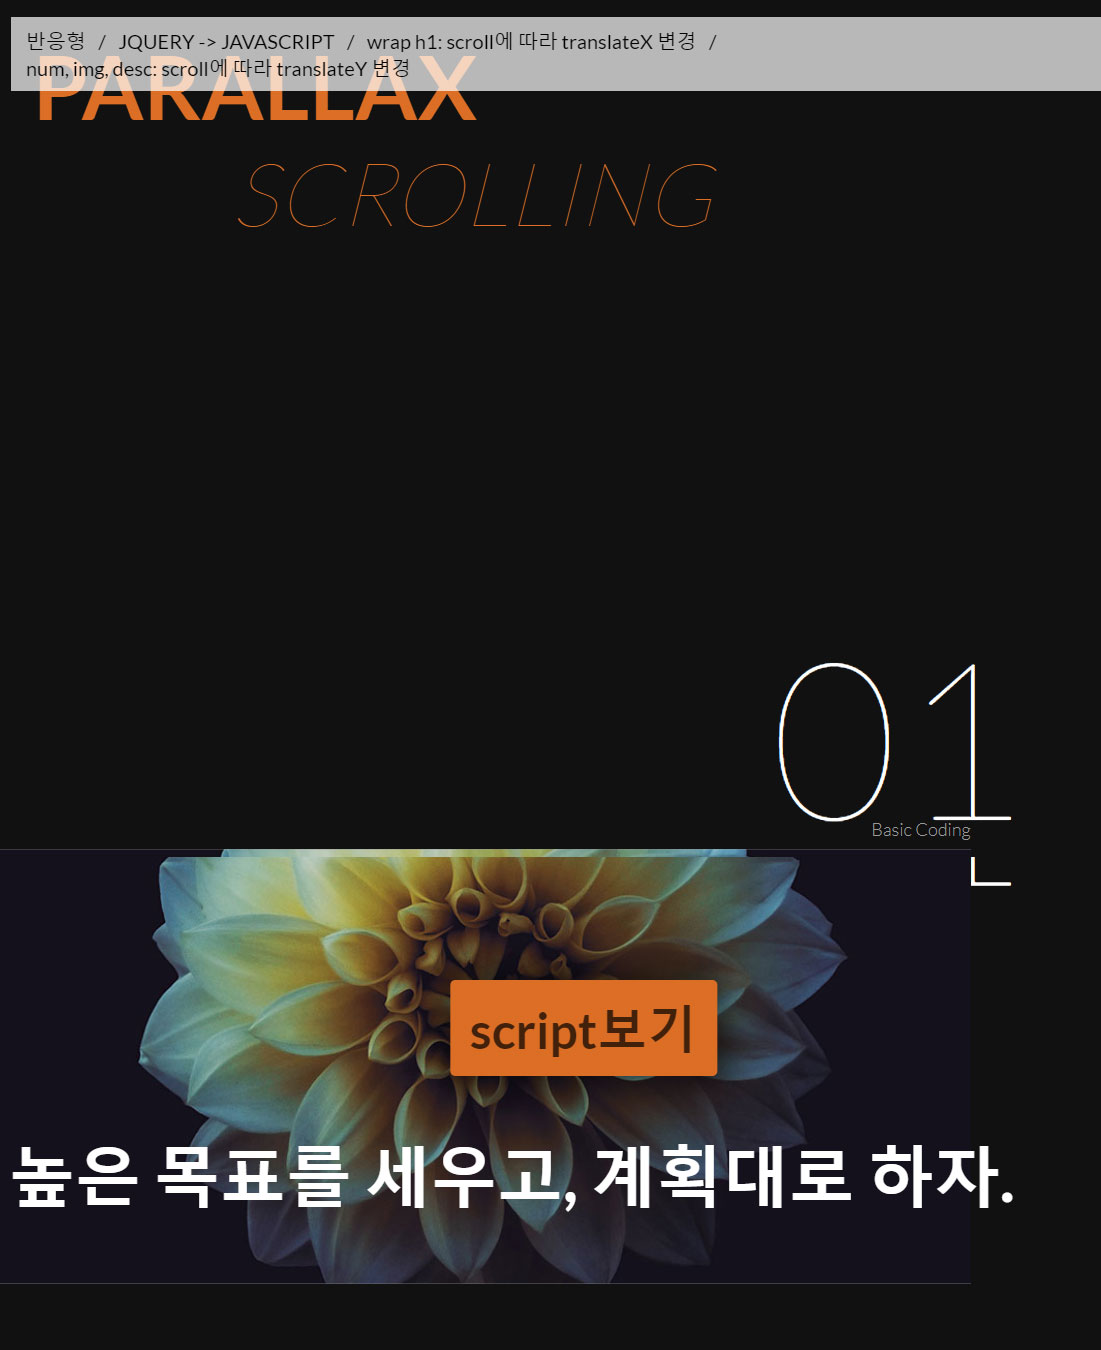 반응형 / JQUERY -> JAVASCRIPT / wrap h1: scroll에 따라 translateX 변경 /
num, img, desc: scroll에 따라 translateY 변경
PARALLAX
SCROLLING
01
Basic Coding
script보기
높은 목표를 세우고, 계획대로 하자.